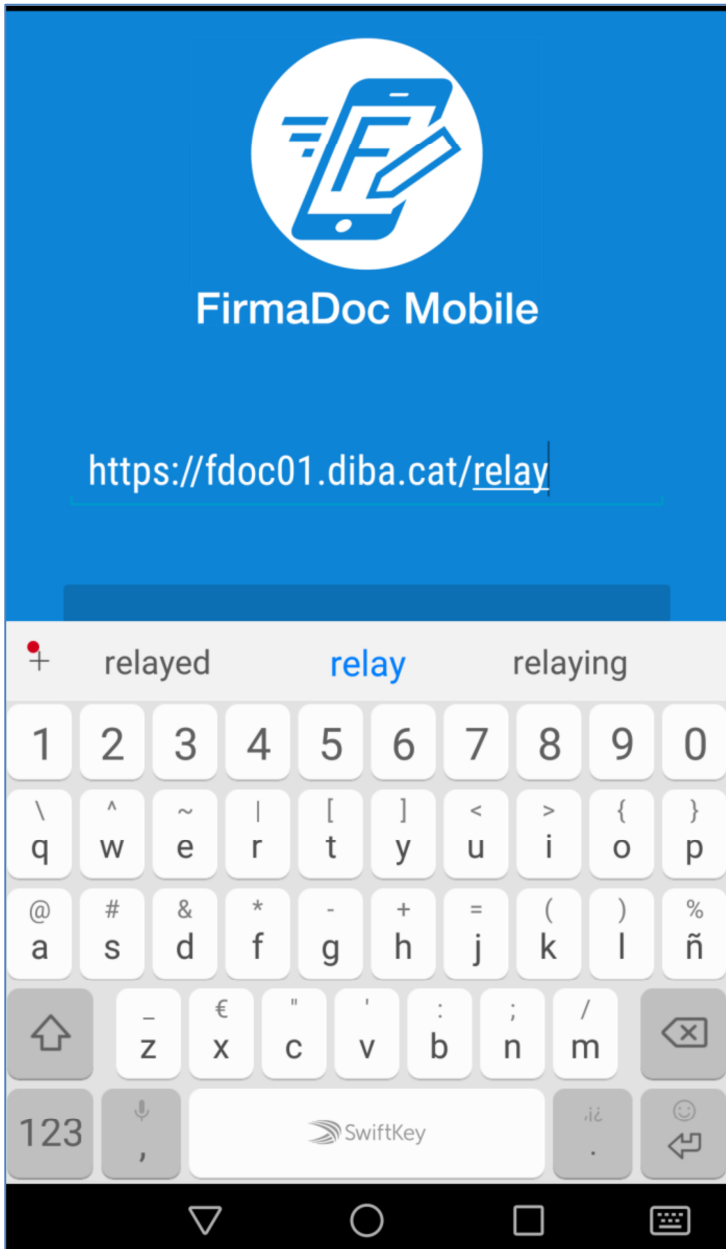 F
FirmaDoc Mobile
https://fdoc01.diba.cat/relay
relayed relay relaying
1 2 3 4 5 6 7 8 9 0
\ ^ ~ | [ ] < > { }
q w e r t y u i o p
@ # & * - + = ( ) %
a s d f g h j k l ñ
_ € " ' : ; /
z x c v b n m
123 , SwiftKey ,i¿ .